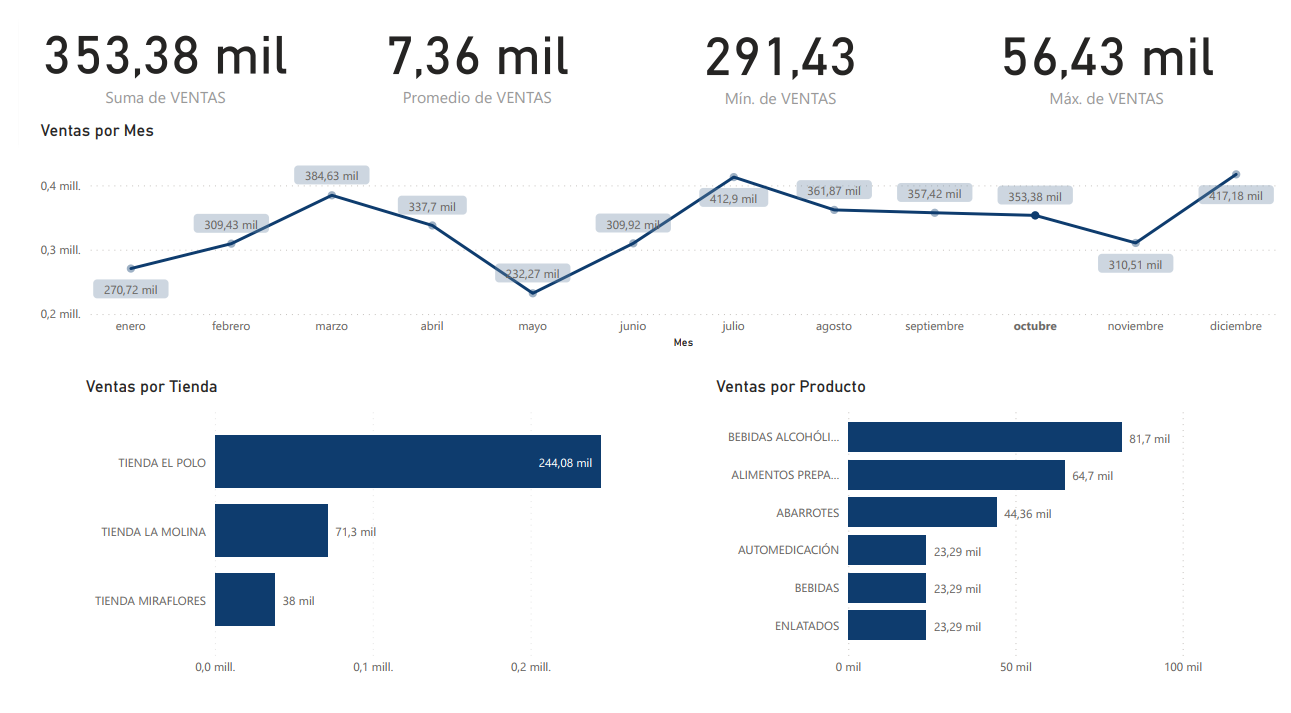 353,38 mil
Suma de VENTAS
7,36 mil
Promedio de VENTAS
291,43
Mín. de VENTAS
56,43 mil
Máx. de VENTAS
Ventas por Mes
0,4 mill.
0,3 mill.
0,2 mill.
270,72 mil
309,43 mil
384,63 mil
337,7 mil
232,27 mil
309,92 mil
412,9 mil
361,87 mil
357,42 mil
353,38 mil
310,51 mil
417,18 mil
enero
febrero
marzo
abril
mayo
junio
julio
agosto
septiembre
octubre
noviembre
diciembre
Mes
Ventas por Tienda
TIENDA EL POLO
244,08 mil
TIENDA LA MOLINA
71,3 mil
TIENDA MIRAFLORES
38 mil
0,0 mill.
0,1 mill.
0,2 mill.
Ventas por Producto
BEBIDAS ALCOHÓLI...
81,7 mil
ALIMENTOS PREPA...
64,7 mil
ABARROTES
44,36 mil
AUTOMEDICACIÓN
23,29 mil
BEBIDAS
23,29 mil
ENLATADOS
23,29 mil
0 mil
50 mil
100 mil